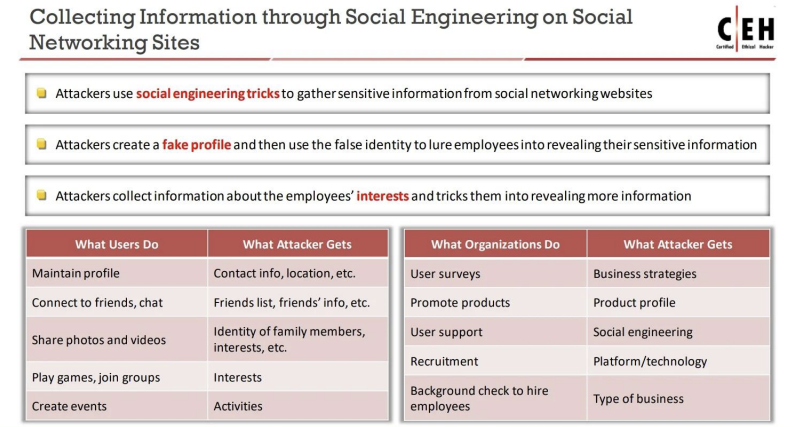 Collecting Information through Social Engineering on Social
Networking Sites
C|EH
Certified Ethical Hacker
Attackers use social engineering tricks to gather sensitive information from social networking websites
Attackers create a fake profile and then use the false identity to lure employees into revealing their sensitive information
Attackers collect information about the employees’ interests and tricks them into revealing more information
What Users Do What Attacker Gets
Maintain profile Contact info, location, etc.
Connect to friends, chat Friends list, friends’ info, etc.
Share photos and videos Identity of family members,
interests, etc.
Play games, join groups Interests
Create events Activities
What Organizations Do What Attacker Gets
User surveys Business strategies
Promote products Product profile
User support Social engineering
Recruitment Platform/technology
Background check to hire
employees Type of business